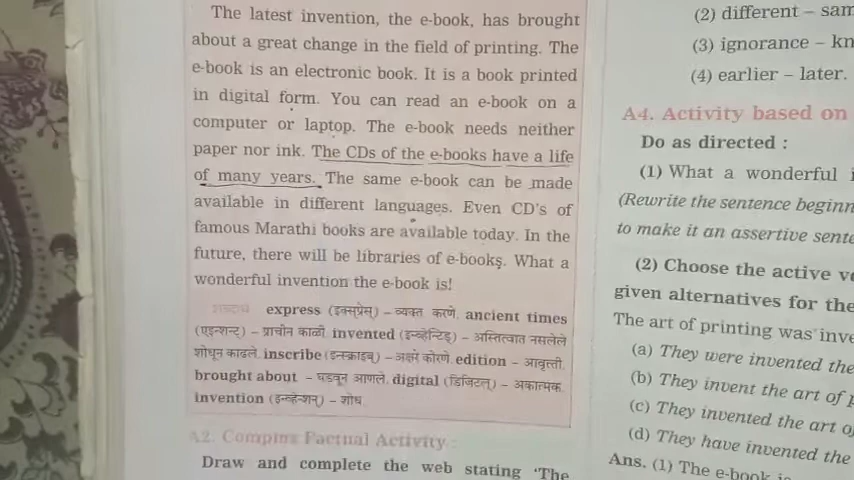 The latest invention, the e-book, has brought
about a great change in the field of printing. The
e-book is an electronic book. It is a book printed
in digital form. You can read an e-book on a
computer or laptop. The e-book needs neither
paper nor ink. The CDs of the e-books have a life
of many years. The same e-book can be made
available in different languages. Even CD's of
famous Marathi books are available today. In the
future, there will be libraries of e-books. What a
wonderful invention the e-book is!
शब्दार्थ express (इक्स्प्रेस्) – व्यक्त करणे. ancient times
(एइन्शन्ट्) – प्राचीन काळी. invented (इन्व्हेन्टिड्) – अस्तित्वात नसलेले
शोधून काढले. inscribe (इन्स्क्राइब्) – अक्षरं कोरणे. edition – आवृत्ती.
brought about – घडवून आणले. digital (डिजिटल्) – अकात्मक.
invention (इन्व्हेन्शन्) – शोध.
A2. Complex Factual Activity :
Draw and complete the web stating 'The
(2) different – sam
(3) ignorance – kn
(4) earlier – later.
A4. Activity based on
Do as directed :
(1) What a wonderful i
(Rewrite the sentence beginn
to make it an assertive sente
(2) Choose the active v
given alternatives for the
The art of printing was inve
(a) They were invented the
(b) They invent the art of p
(c) They invented the art o
(d) They have invented the
Ans. (1) The e-book is